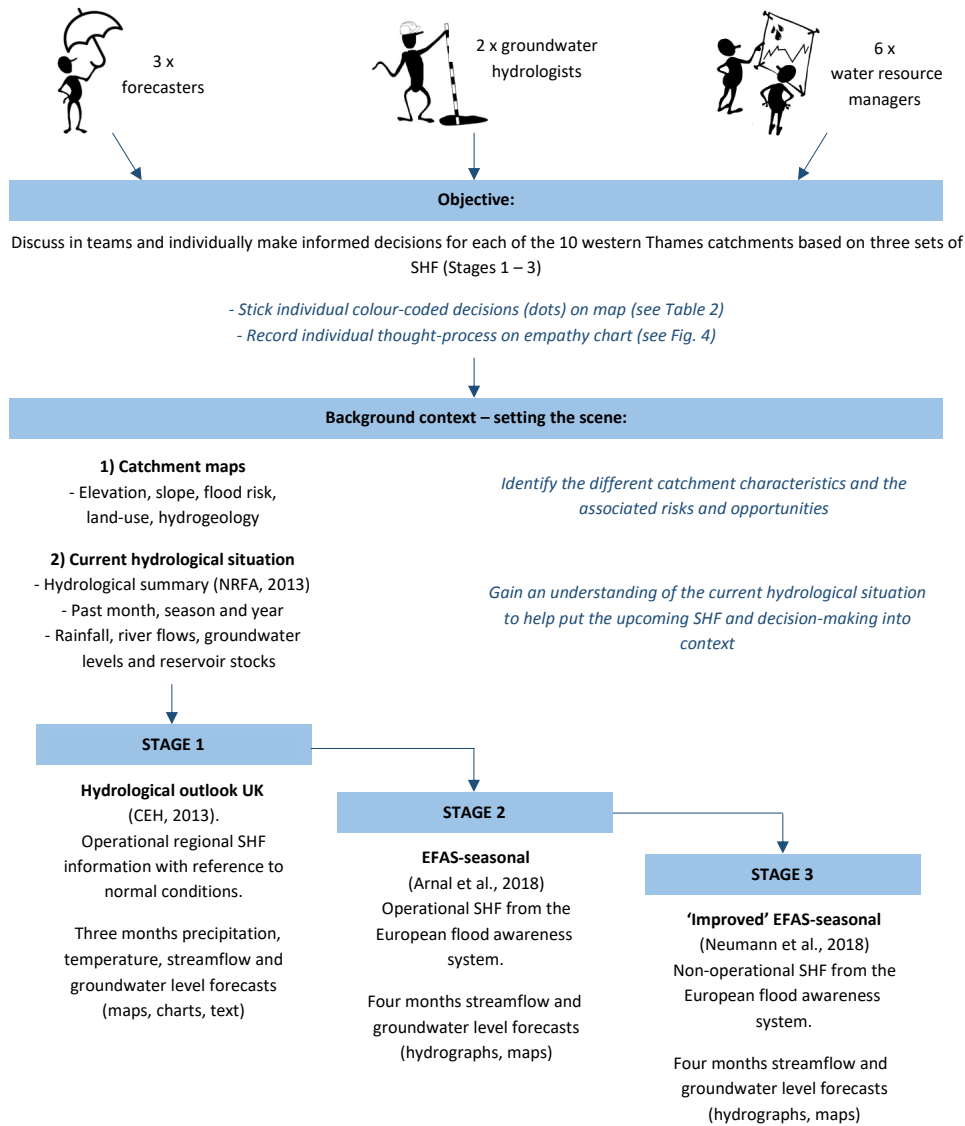 3 x
forecasters
2 x groundwater
hydrologists
6 x
water resource
managers
Objective:
Discuss in teams and individually make informed decisions for each of the 10 western Thames catchments based on three sets of
SHF (Stages 1 – 3)
- Stick individual colour-coded decisions (dots) on map (see Table 2)
- Record individual thought-process on empathy chart (see Fig. 4)
Background context – setting the scene:
1) Catchment maps
- Elevation, slope, flood risk,
land-use, hydrogeology
Identify the different catchment characteristics and the
associated risks and opportunities
2) Current hydrological situation
- Hydrological summary (NRFA, 2013)
- Past month, season and year
- Rainfall, river flows, groundwater
levels and reservoir stocks
Gain an understanding of the current hydrological situation
to help put the upcoming SHF and decision-making into
context
STAGE 1
Hydrological outlook UK
(CEH, 2013).
Operational regional SHF
information with reference to
normal conditions.
Three months precipitation,
temperature, streamflow and
groundwater level forecasts
(maps, charts, text)
STAGE 2
EFAS-seasonal
(Arnal et al., 2018)
Operational SHF from the
European flood awareness
system.
Four months streamflow and
groundwater level forecasts
(hydrographs, maps)
STAGE 3
‘Improved’ EFAS-seasonal
(Neumann et al., 2018)
Non-operational SHF from the
European flood awareness
system.
Four months streamflow and
groundwater level forecasts
(hydrographs, maps)